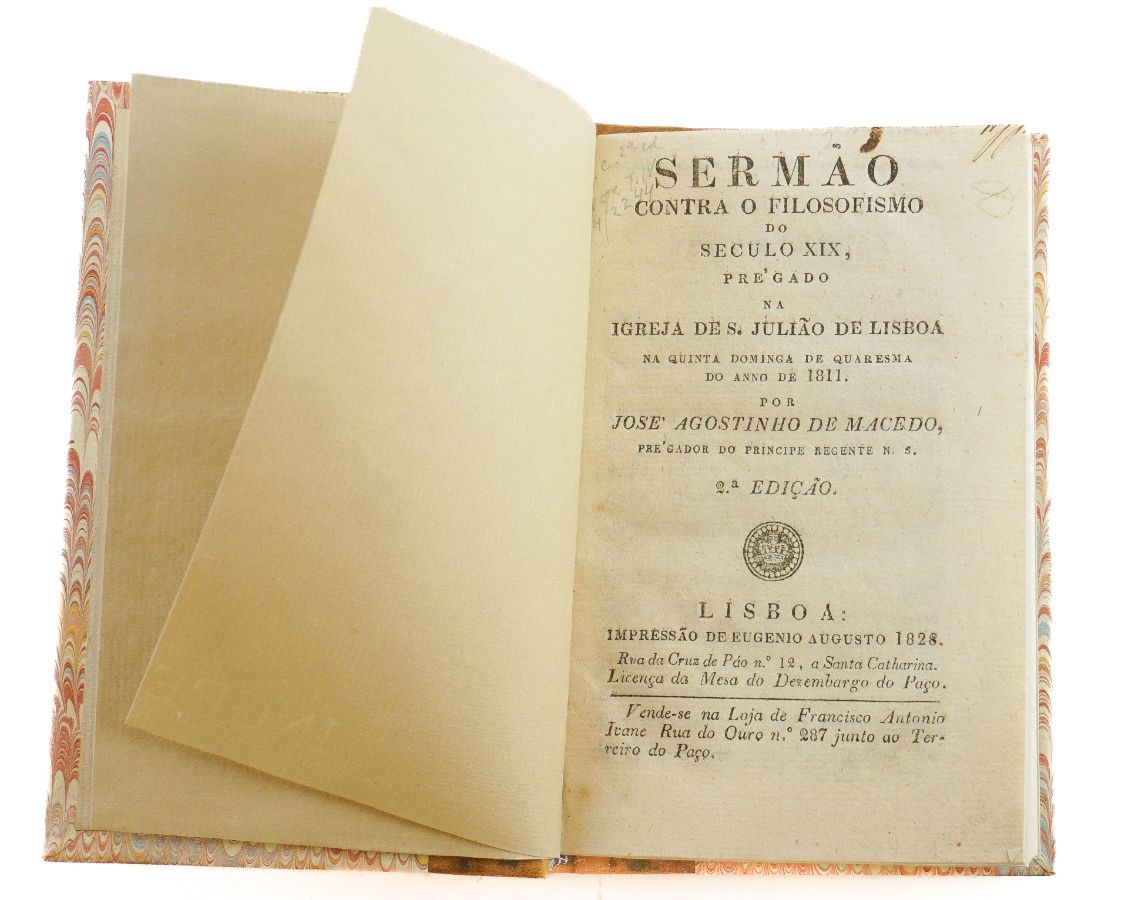 SERMÃO
CONTRA O FILOSOFISMO
DO
SECULO XIX,
PRE'GADO
NA
IGREJA DE S. JULIÃO DE LISBOA
NA QUINTA DOMINGA DE QUARESMA
DO ANNO DE 1811.
POR
JOSE' AGOSTINHO DE MACEDO,
PRE'GADOR DO PRINCIPE REGENTE N. S.
2.ª EDIÇÃO.
LISBOA:
IMPRESSÃO DE EUGENIO AUGUSTO 1828.
Rua da Cruz de Páo n.° 12, a Santa Catharina.
Licença da Mesa do Dezembargo do Paço.
Vende-se na Loja de Francisco Antonio
Ivane Rua do Ouro n.° 287 junto ao Ter-
reiro do Paço.